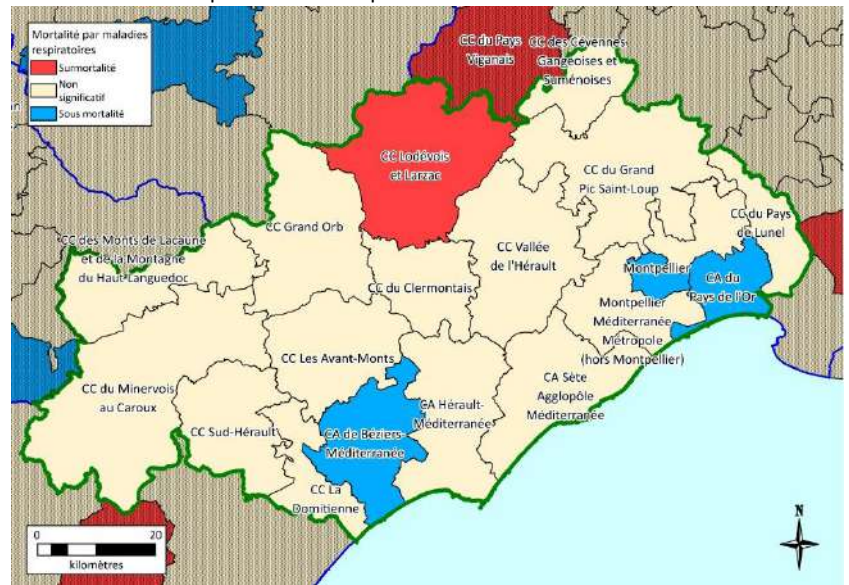 Mortalité par maladies
respiratoires
Surmortalité
Non
significatif
Sous mortalité
CC du Pays
Viganais
CC des Cévennes
Gangeoises et
Suménoises
CC Lodévois
et Larzac
CC du Grand
Pic Saint-Loup
CC du Pays
de Lunel
CC Grand Orb
CC des Monts de Lacaune
et de la Montagne
du Haut-Languedoc
CC Vallée
de l'Hérault
Montpellier
CA du
Pays de l'Or
CC du Clermontais
Montpellier
Méditerranée
Métropole
(hors Montpellier)
CC Les Avant-Monts
CC du Minervois
au Caroux
CA Hérault-
Méditerranée
CA Sète
Agglopôle
Méditerranée
CC Sud-Hérault
CA de Béziers-
Méditerranée
CC La
Domitienne
0 20
kilomètres
N